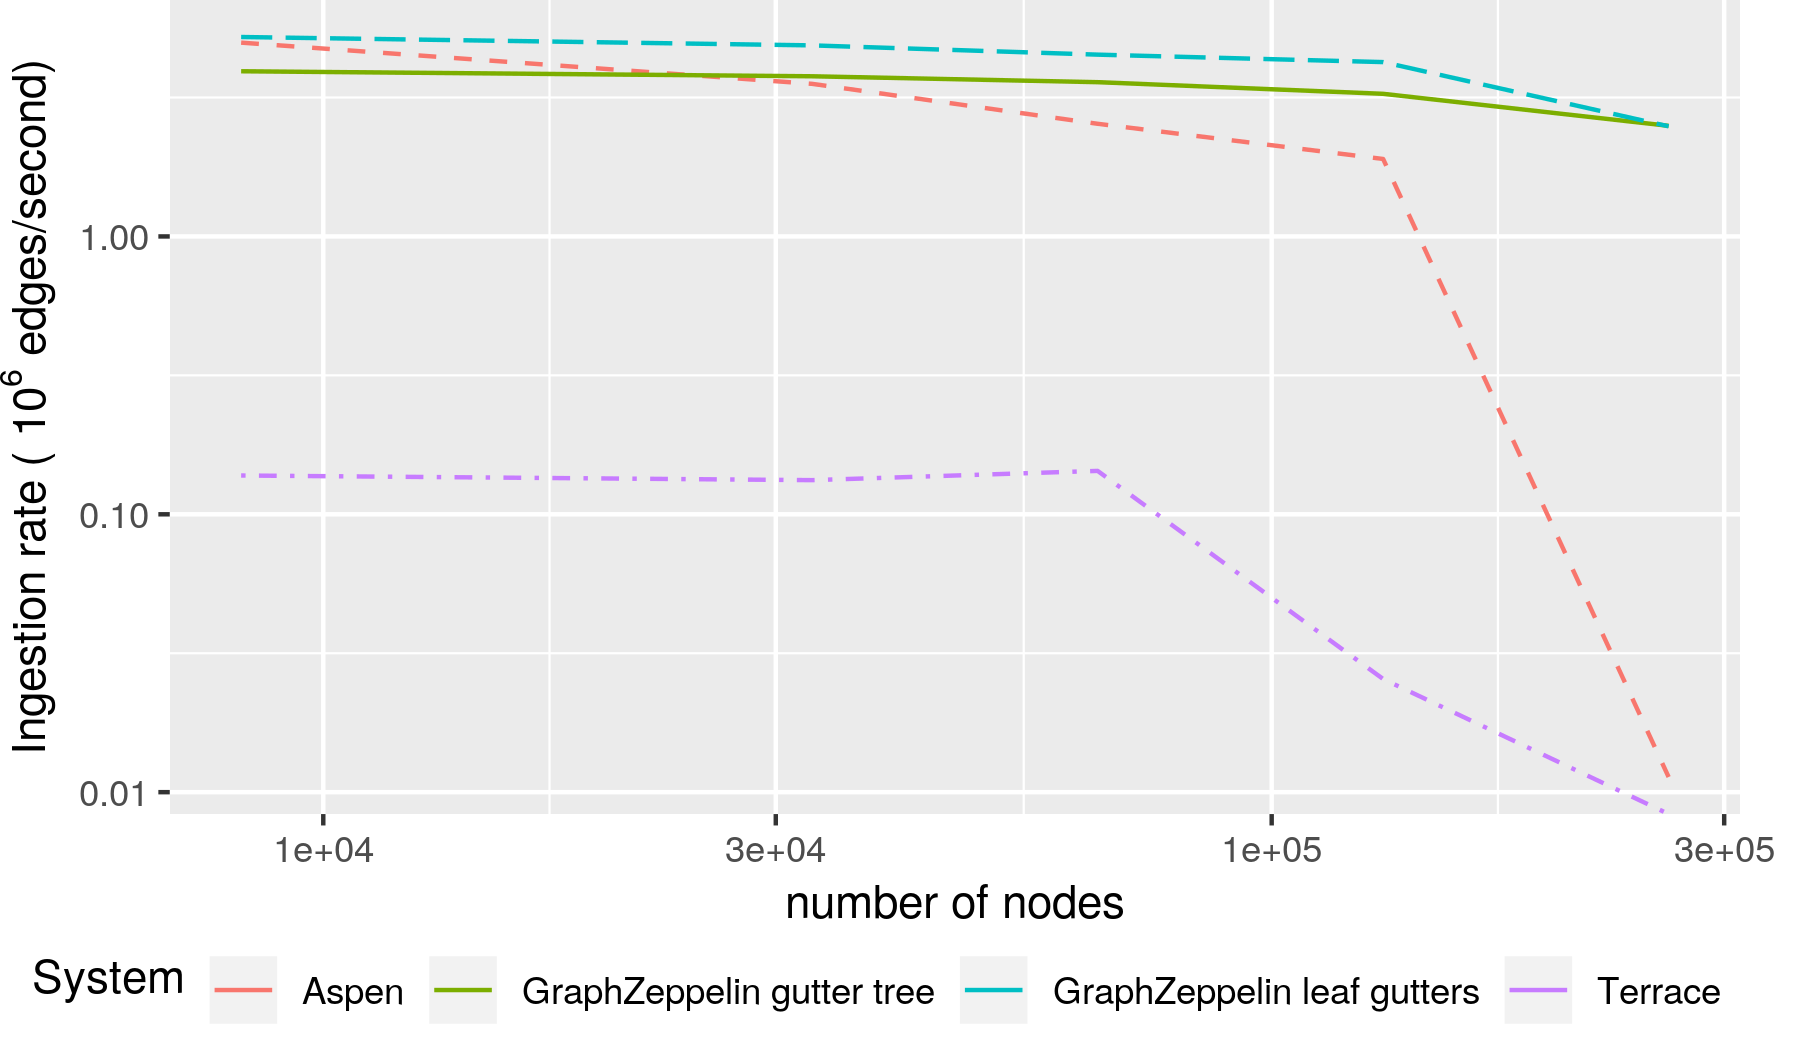 Ingestion rate ( 10^6 edges/second)
1.00
0.10
0.01
1e+04 3e+04 1e+05 3e+05
number of nodes
System Aspen GraphZeppelin gutter tree GraphZeppelin leaf gutters Terrace